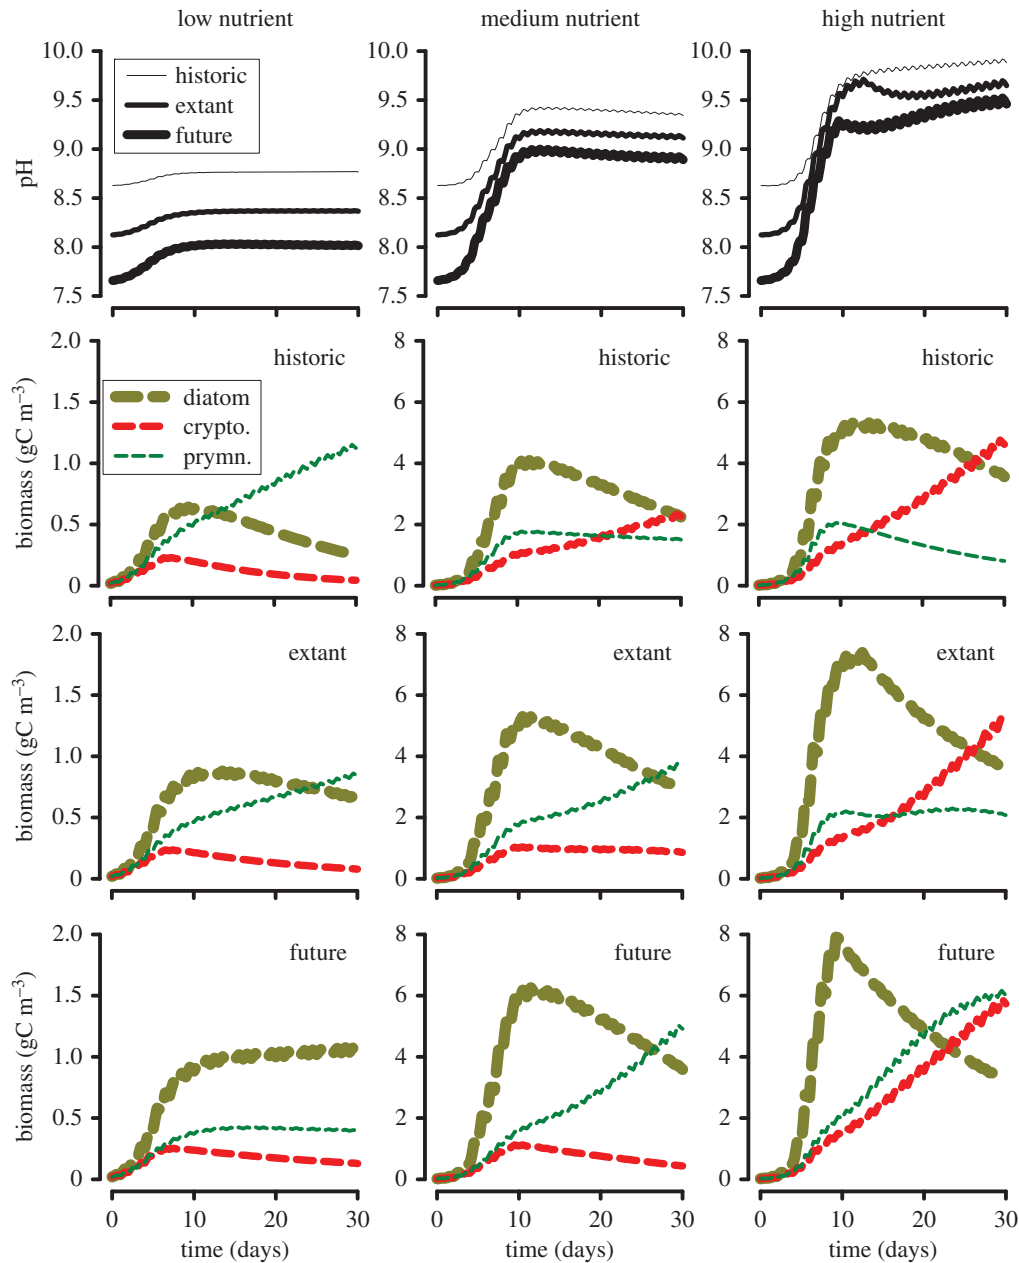 low nutrient
medium nutrient
high nutrient
pH
10.0
9.5
9.0
8.5
8.0
7.5
historic
extant
future
10.0
9.5
9.0
8.5
8.0
7.5
10.0
9.5
9.0
8.5
8.0
7.5
biomass (gC m⁻³)
2.0
1.5
1.0
0.5
0
historic
diatom
crypto.
prymn.
8
6
4
2
0
historic
8
6
4
2
0
historic
biomass (gC m⁻³)
2.0
1.5
1.0
0.5
0
extant
8
6
4
2
0
extant
8
6
4
2
0
extant
biomass (gC m⁻³)
2.0
1.5
1.0
0.5
0
future
0 10 20 30
time (days)
8
6
4
2
0
future
0 10 20 30
time (days)
8
6
4
2
0
future
0 10 20 30
time (days)